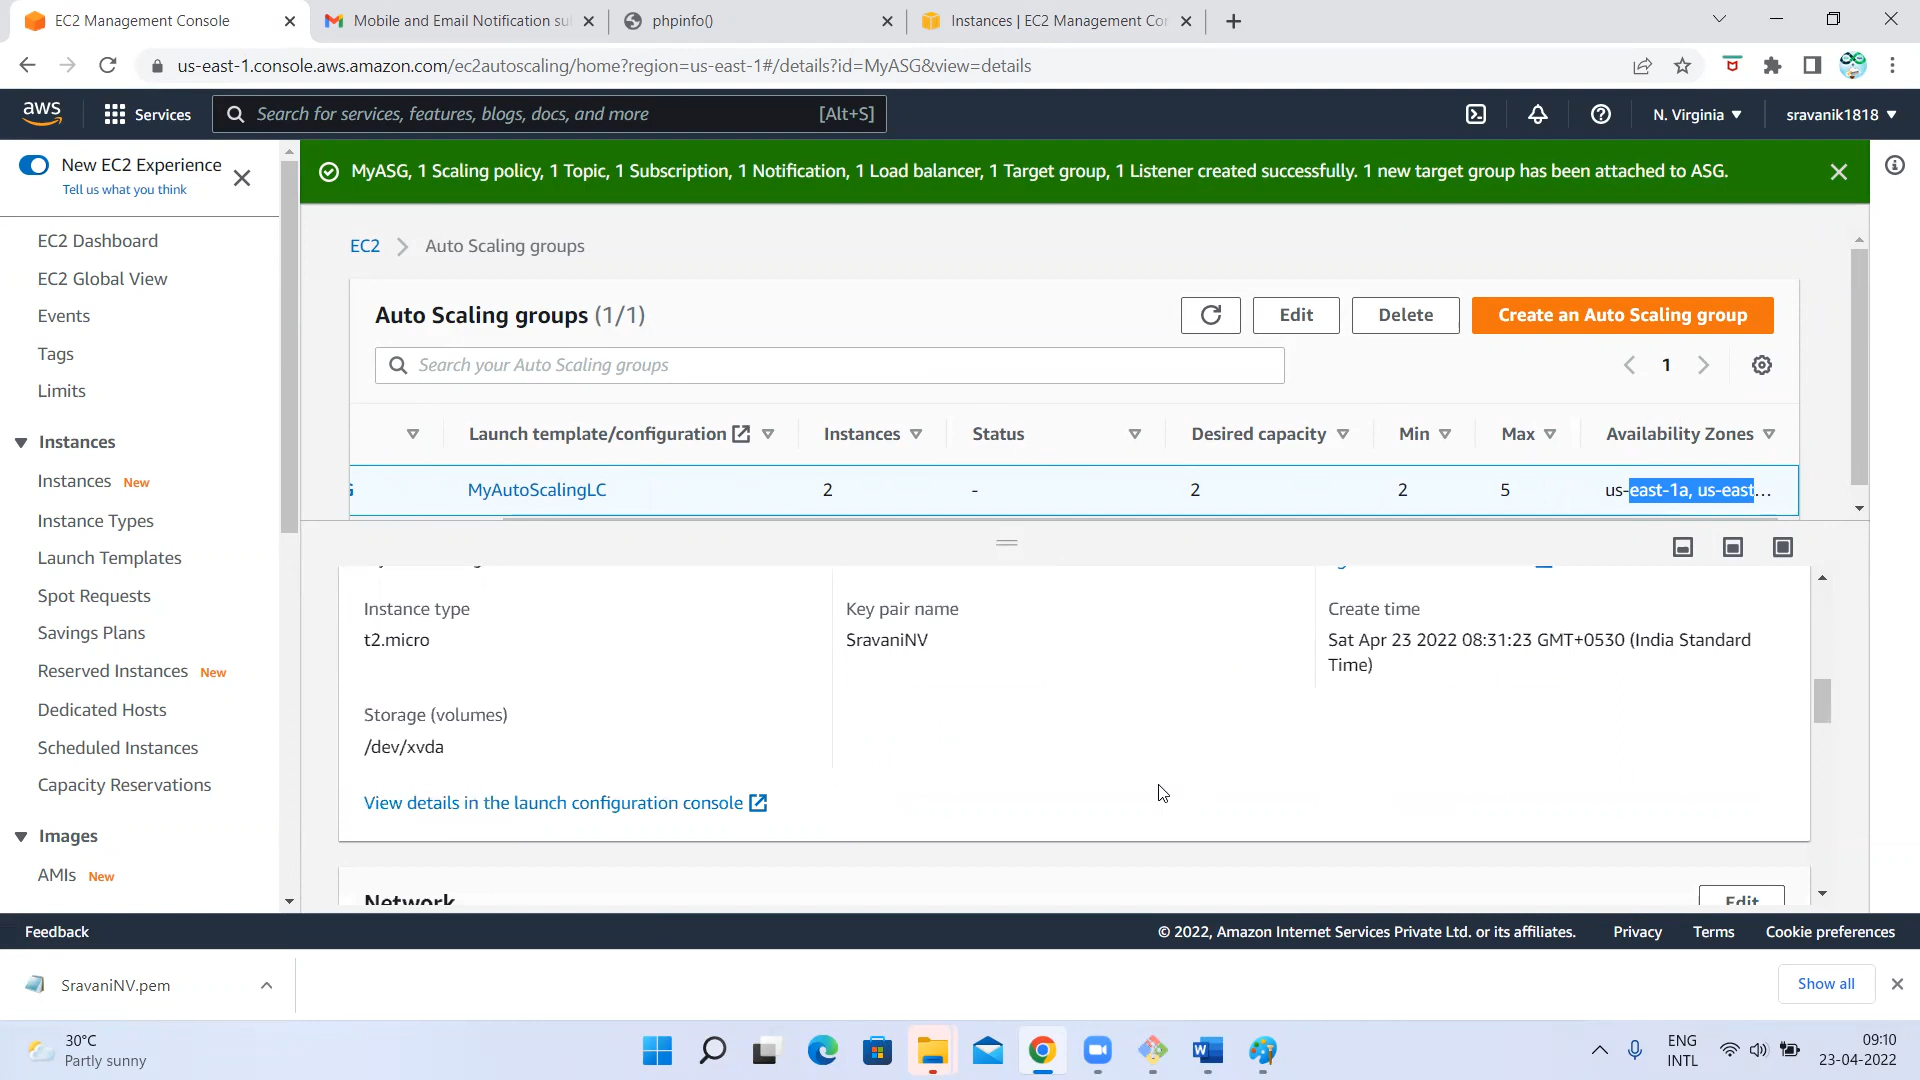 EC2 Management Console
Mobile and Email Notification su
phpinfo()
Instances | EC2 Management Con
us-east-1.console.aws.amazon.com/ec2autoscaling/home?region=us-east-1#/details?id=MyASG&view=details
aws
Services
Search for services, features, blogs, docs, and more
[Alt+S]
N. Virginia
sravanik1818
New EC2 Experience
Tell us what you think
EC2 Dashboard
EC2 Global View
Events
Tags
Limits
Instances
Instances New
Instance Types
Launch Templates
Spot Requests
Savings Plans
Reserved Instances New
Dedicated Hosts
Scheduled Instances
Capacity Reservations
Images
AMIs New
MyASG, 1 Scaling policy, 1 Topic, 1 Subscription, 1 Notification, 1 Load balancer, 1 Target group, 1 Listener created successfully. 1 new target group has been attached to ASG.
EC2
Auto Scaling groups
Auto Scaling groups (1/1)
Edit
Delete
Create an Auto Scaling group
Search your Auto Scaling groups
1
Launch template/configuration
Instances
Status
Desired capacity
Min
Max
Availability Zones
MyAutoScalingLC
2
-
2
2
5
us-east-1a, us-east...
Instance type
t2.micro
Key pair name
SravaniNV
Create time
Sat Apr 23 2022 08:31:23 GMT+0530 (India Standard
Time)
Storage (volumes)
/dev/xvda
View details in the launch configuration console
Network
Edit
Feedback
© 2022, Amazon Internet Services Private Ltd. or its affiliates.
Privacy
Terms
Cookie preferences
SravaniNV.pem
Show all
30°C
Partly sunny
ENG
INTL
09:10
23-04-2022